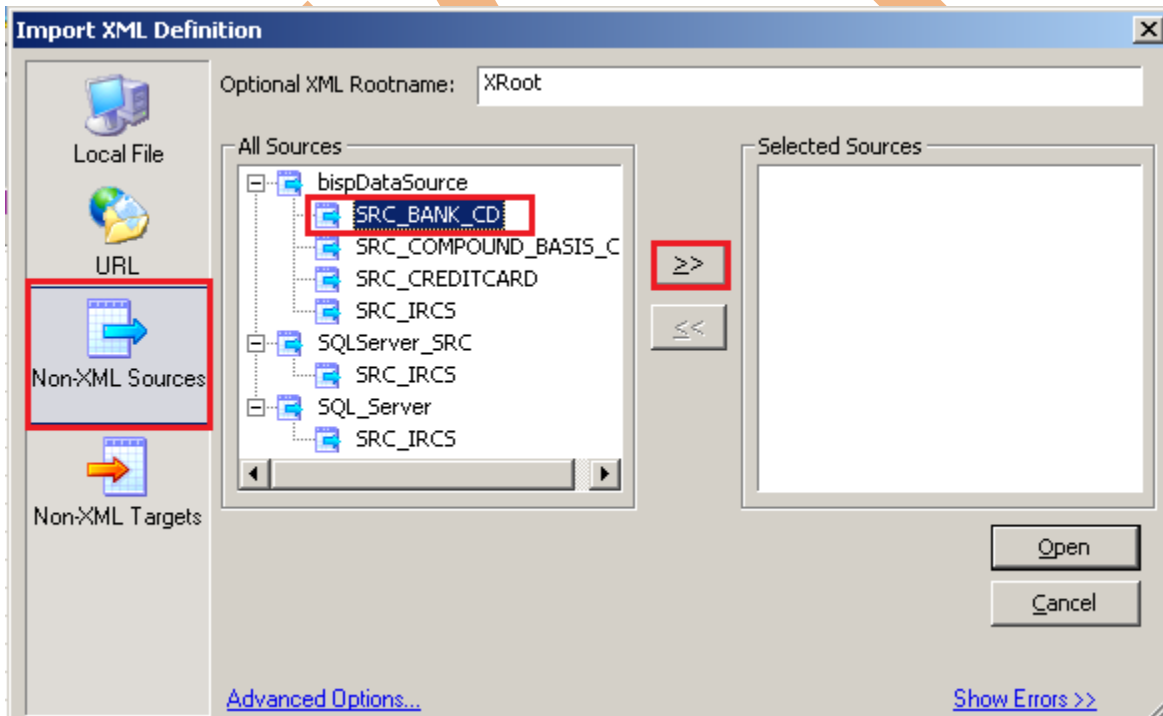 Import XML Definition
Optional XML Rootname: XRoot
Local File
URL
Non-XML Sources
Non-XML Targets
All Sources
bispDataSource
SRC_BANK_CD
SRC_COMPOUND_BASIS_C
SRC_CREDITCARD
SRC_IRCS
SQLServer_SRC
SRC_IRCS
SQL_Server
SRC_IRCS
>>
<<
Selected Sources
Open
Cancel
Advanced Options...
Show Errors >>